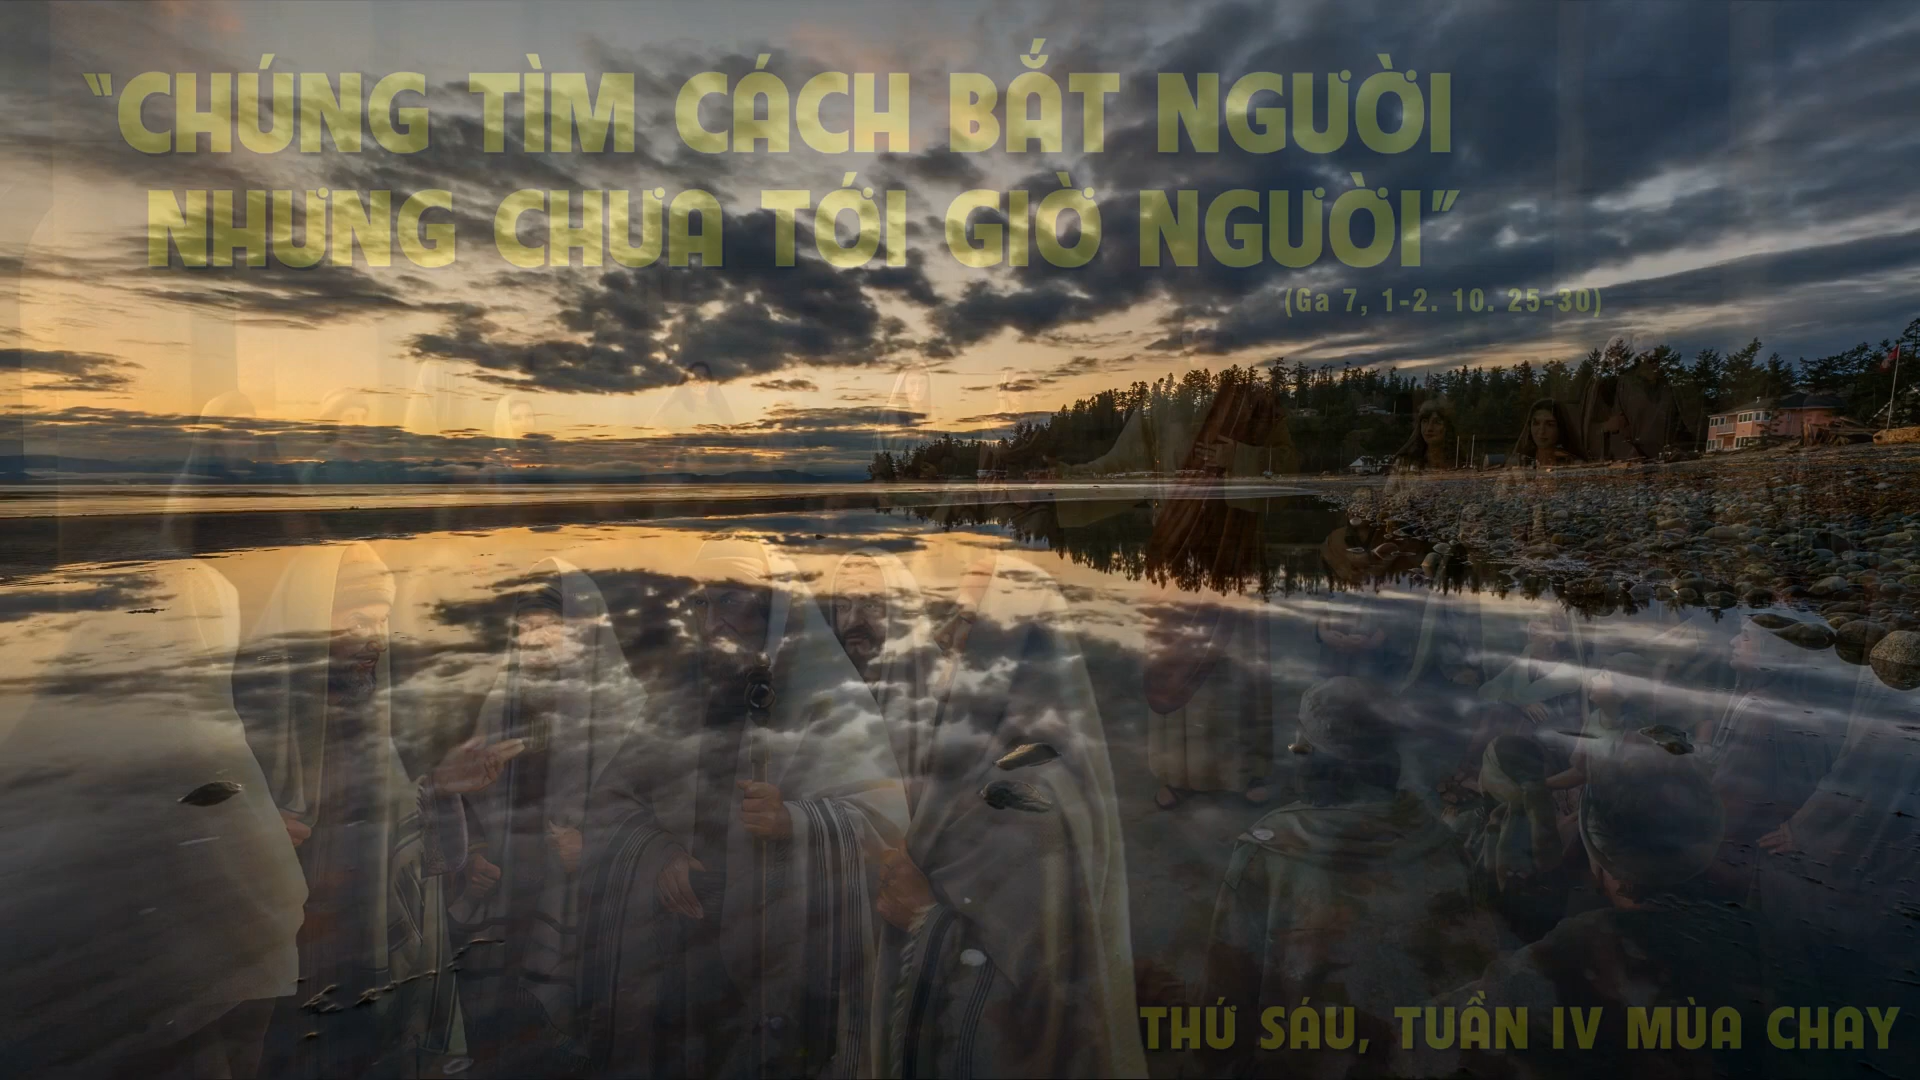 “CHÚNG TÌM CÁCH BẮT NGƯỜI
NHƯNG CHƯA TỚI GIỜ NGƯỜI”
(Ga 7, 1-2. 10. 25-30)
THỨ SÁU, TUẦN IV MÙA CHAY